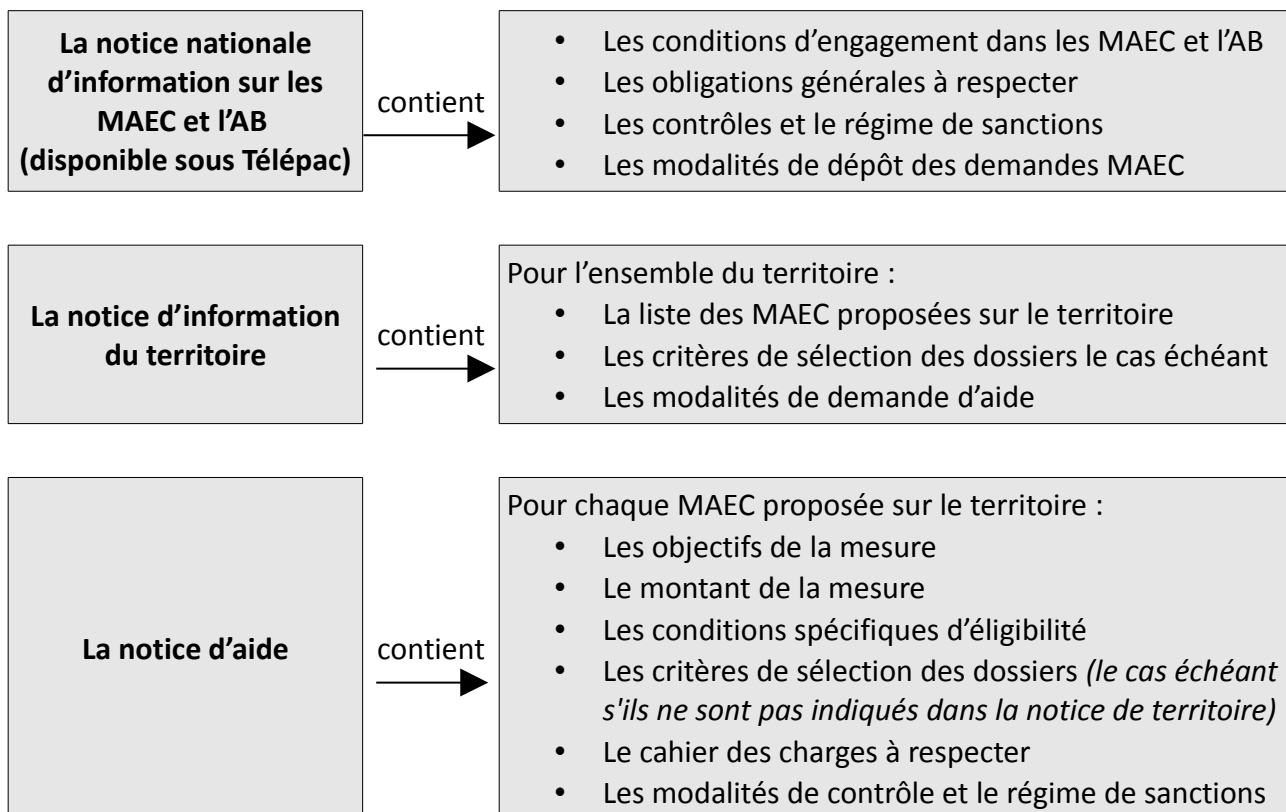 La notice nationale
d’information sur les
MAEC et l’AB
(disponible sous Télépac)
contient
• Les conditions d’engagement dans les MAEC et l’AB
• Les obligations générales à respecter
• Les contrôles et le régime de sanctions
• Les modalités de dépôt des demandes MAEC
La notice d’information
du territoire
contient
Pour l’ensemble du territoire :
• La liste des MAEC proposées sur le territoire
• Les critères de sélection des dossiers le cas échéant
• Les modalités de demande d’aide
La notice d’aide
contient
Pour chaque MAEC proposée sur le territoire :
• Les objectifs de la mesure
• Le montant de la mesure
• Les conditions spécifiques d’éligibilité
• Les critères de sélection des dossiers (le cas échéant
s'ils ne sont pas indiqués dans la notice de territoire)
• Le cahier des charges à respecter
• Les modalités de contrôle et le régime de sanctions